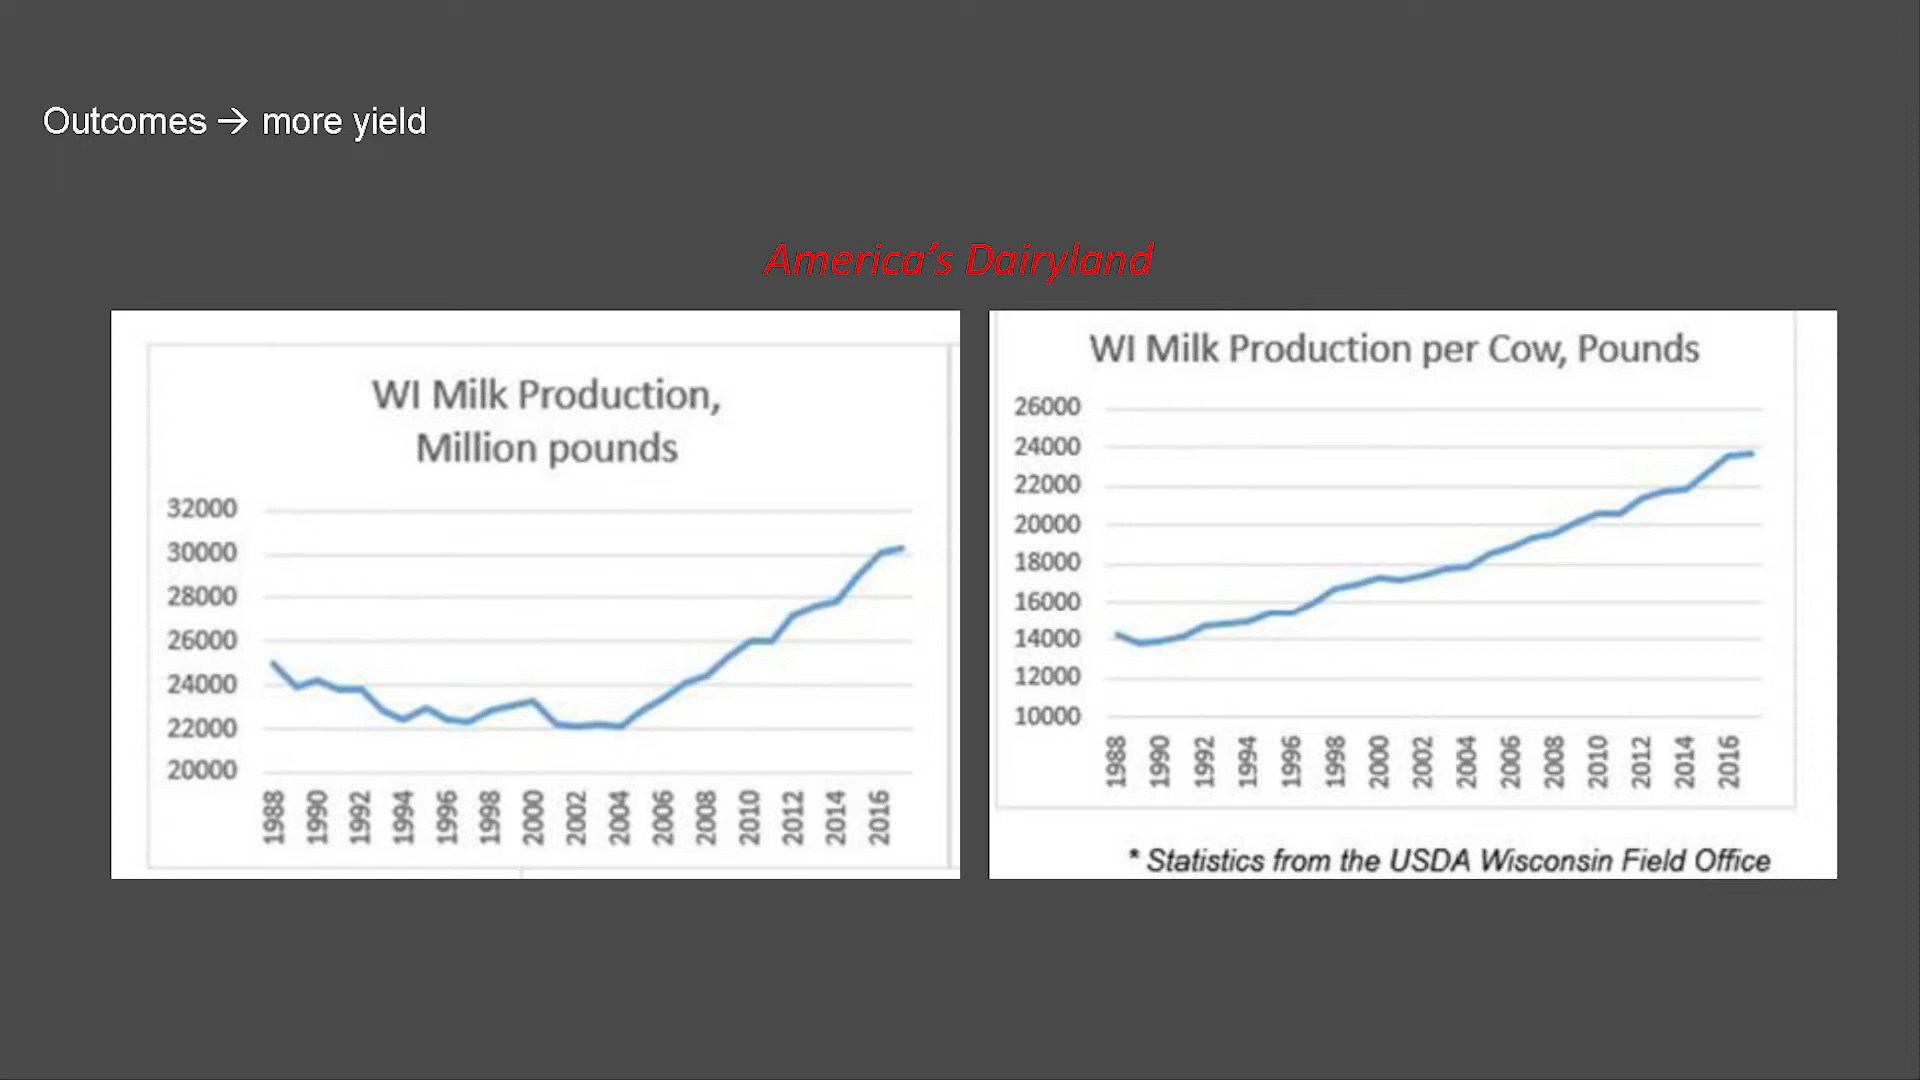 Outcomes → more yield
America's Dairyland
WI Milk Production,
Million pounds
32000
30000
28000
26000
24000
22000
20000
1988 1990 1992 1994 1996 1998 2000 2002 2004 2006 2008 2010 2012 2014 2016
WI Milk Production per Cow, Pounds
26000
24000
22000
20000
18000
16000
14000
12000
10000
1988 1990 1992 1994 1996 1998 2000 2002 2004 2006 2008 2010 2012 2014 2016
* Statistics from the USDA Wisconsin Field Office